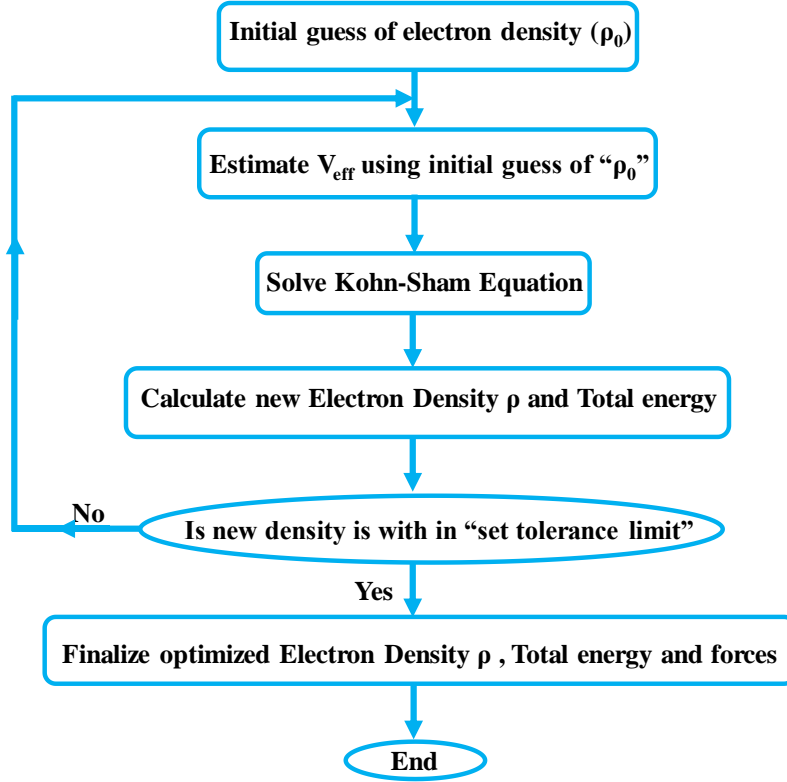 Initial guess of electron density (ρ₀)
Estimate V_eff using initial guess of “ρ₀”
Solve Kohn-Sham Equation
Calculate new Electron Density ρ and Total energy
No
Is new density is with in “set tolerance limit”
Yes
Finalize optimized Electron Density ρ , Total energy and forces
End